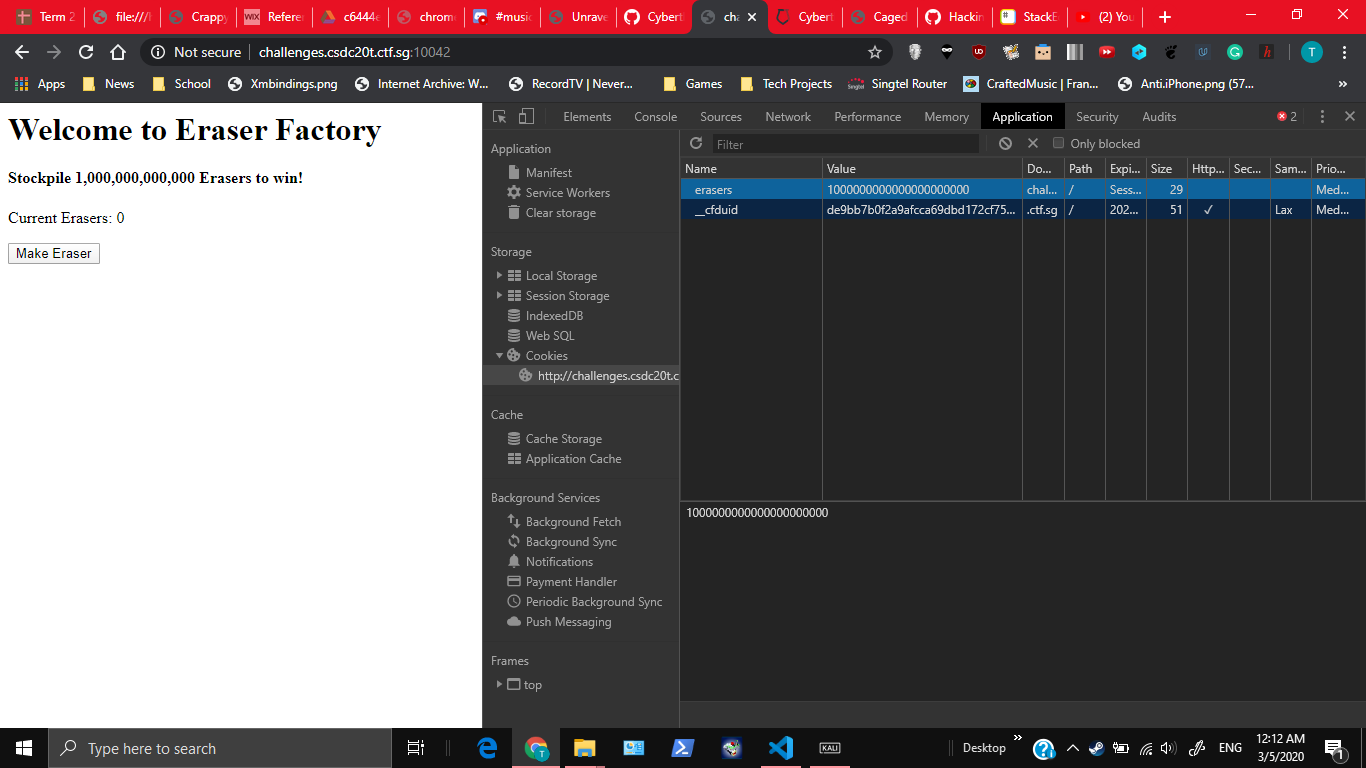 Term 2
file:///h
Crappy
WIX Refere
c6444e
chrome
#music
Unrave
Cybert
cha
Cybert
Caged
Hackin
StackE
(2) You
Not secure challenges.csdc20t.ctf.sg:10042
T
Apps News School Xmbindings.png Internet Archive: W... RecordTV | Never... Games Tech Projects Singtel Router CraftedMusic | Fran... Anti.iPhone.png (57... »
Welcome to Eraser Factory
Stockpile 1,000,000,000,000 Erasers to win!
Current Erasers: 0
Make Eraser
Elements Console Sources Network Performance Memory Application Security Audits 2
Application
Manifest
Service Workers
Clear storage
Storage
Local Storage
Session Storage
IndexedDB
Web SQL
Cookies
http://challenges.csdc20t.c
Cache
Cache Storage
Application Cache
Background Services
Background Fetch
Background Sync
Notifications
Payment Handler
Periodic Background Sync
Push Messaging
Frames
top
Filter Only blocked
Name Value Do... Path Expi... Size Http... Sec... Sam... Prio...
erasers 1000000000000000000000 chal... / Sess... 29 Med...
__cfduid de9bb7b0f2a9afcca69dbd172cf75... .ctf.sg / 202... 51 ✓ Lax Med...
1000000000000000000000
Type here to search
KALI
Desktop »
ENG
12:12 AM
3/5/2020
1